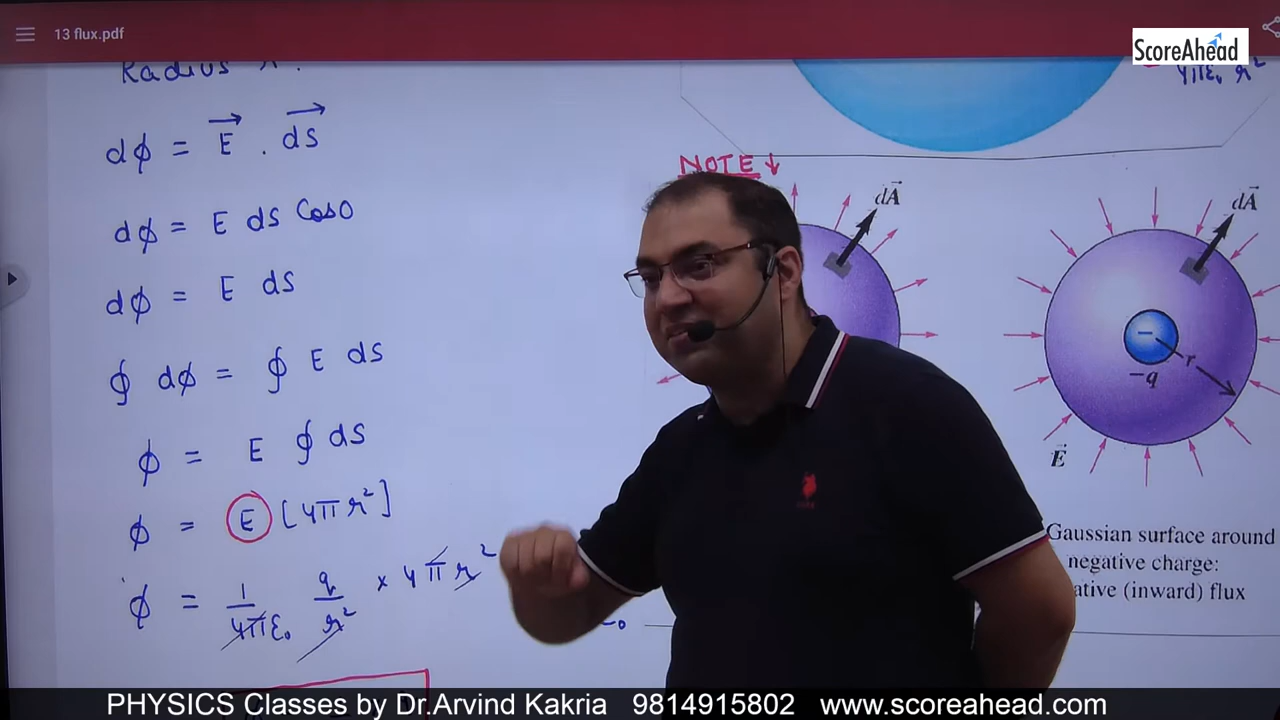 13 flux.pdf
ScoreAhead
Radius r.
dϕ = E⃗ . ds⃗
dϕ = E ds Cos0
dϕ = E ds
∮ dϕ = ∮ E ds
ϕ = E ∮ ds
ϕ = E [4πr²]
ϕ = 1/4πε₀ q/r² × 4πr²
4πε₀ r²
NOTE ↓
dA⃗
dA⃗
−
−q
r
E⃗
Gaussian surface around
negative charge:
(inward) flux
PHYSICS Classes by Dr.Arvind Kakria 9814915802 www.scoreahead.com